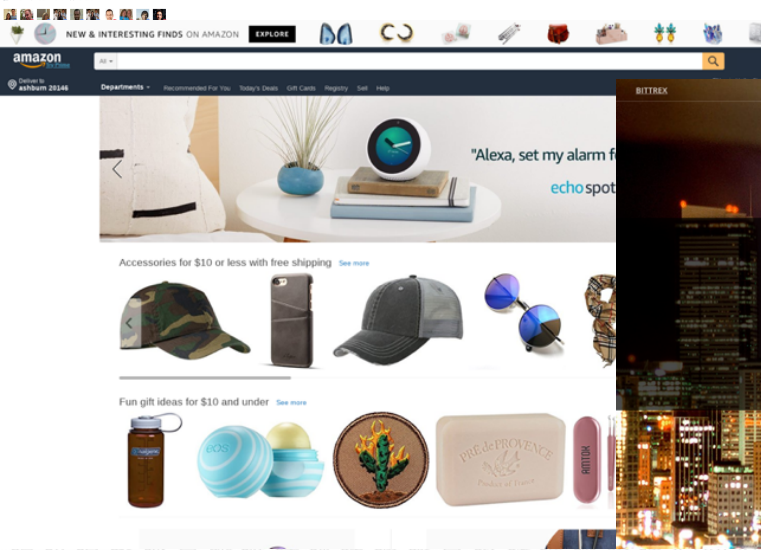 NEW & INTERESTING FINDS ON AMAZON EXPLORE
amazon
All
Deliver to
ashburn 20146
Departments Recommended For You Today's Deals Gift Cards Registry Sell Help
BITTREX
"Alexa, set my alarm f
echo spot
Accessories for $10 or less with free shipping See more
Fun gift ideas for $10 and under See more
eos
PRÉ de PROVENCE